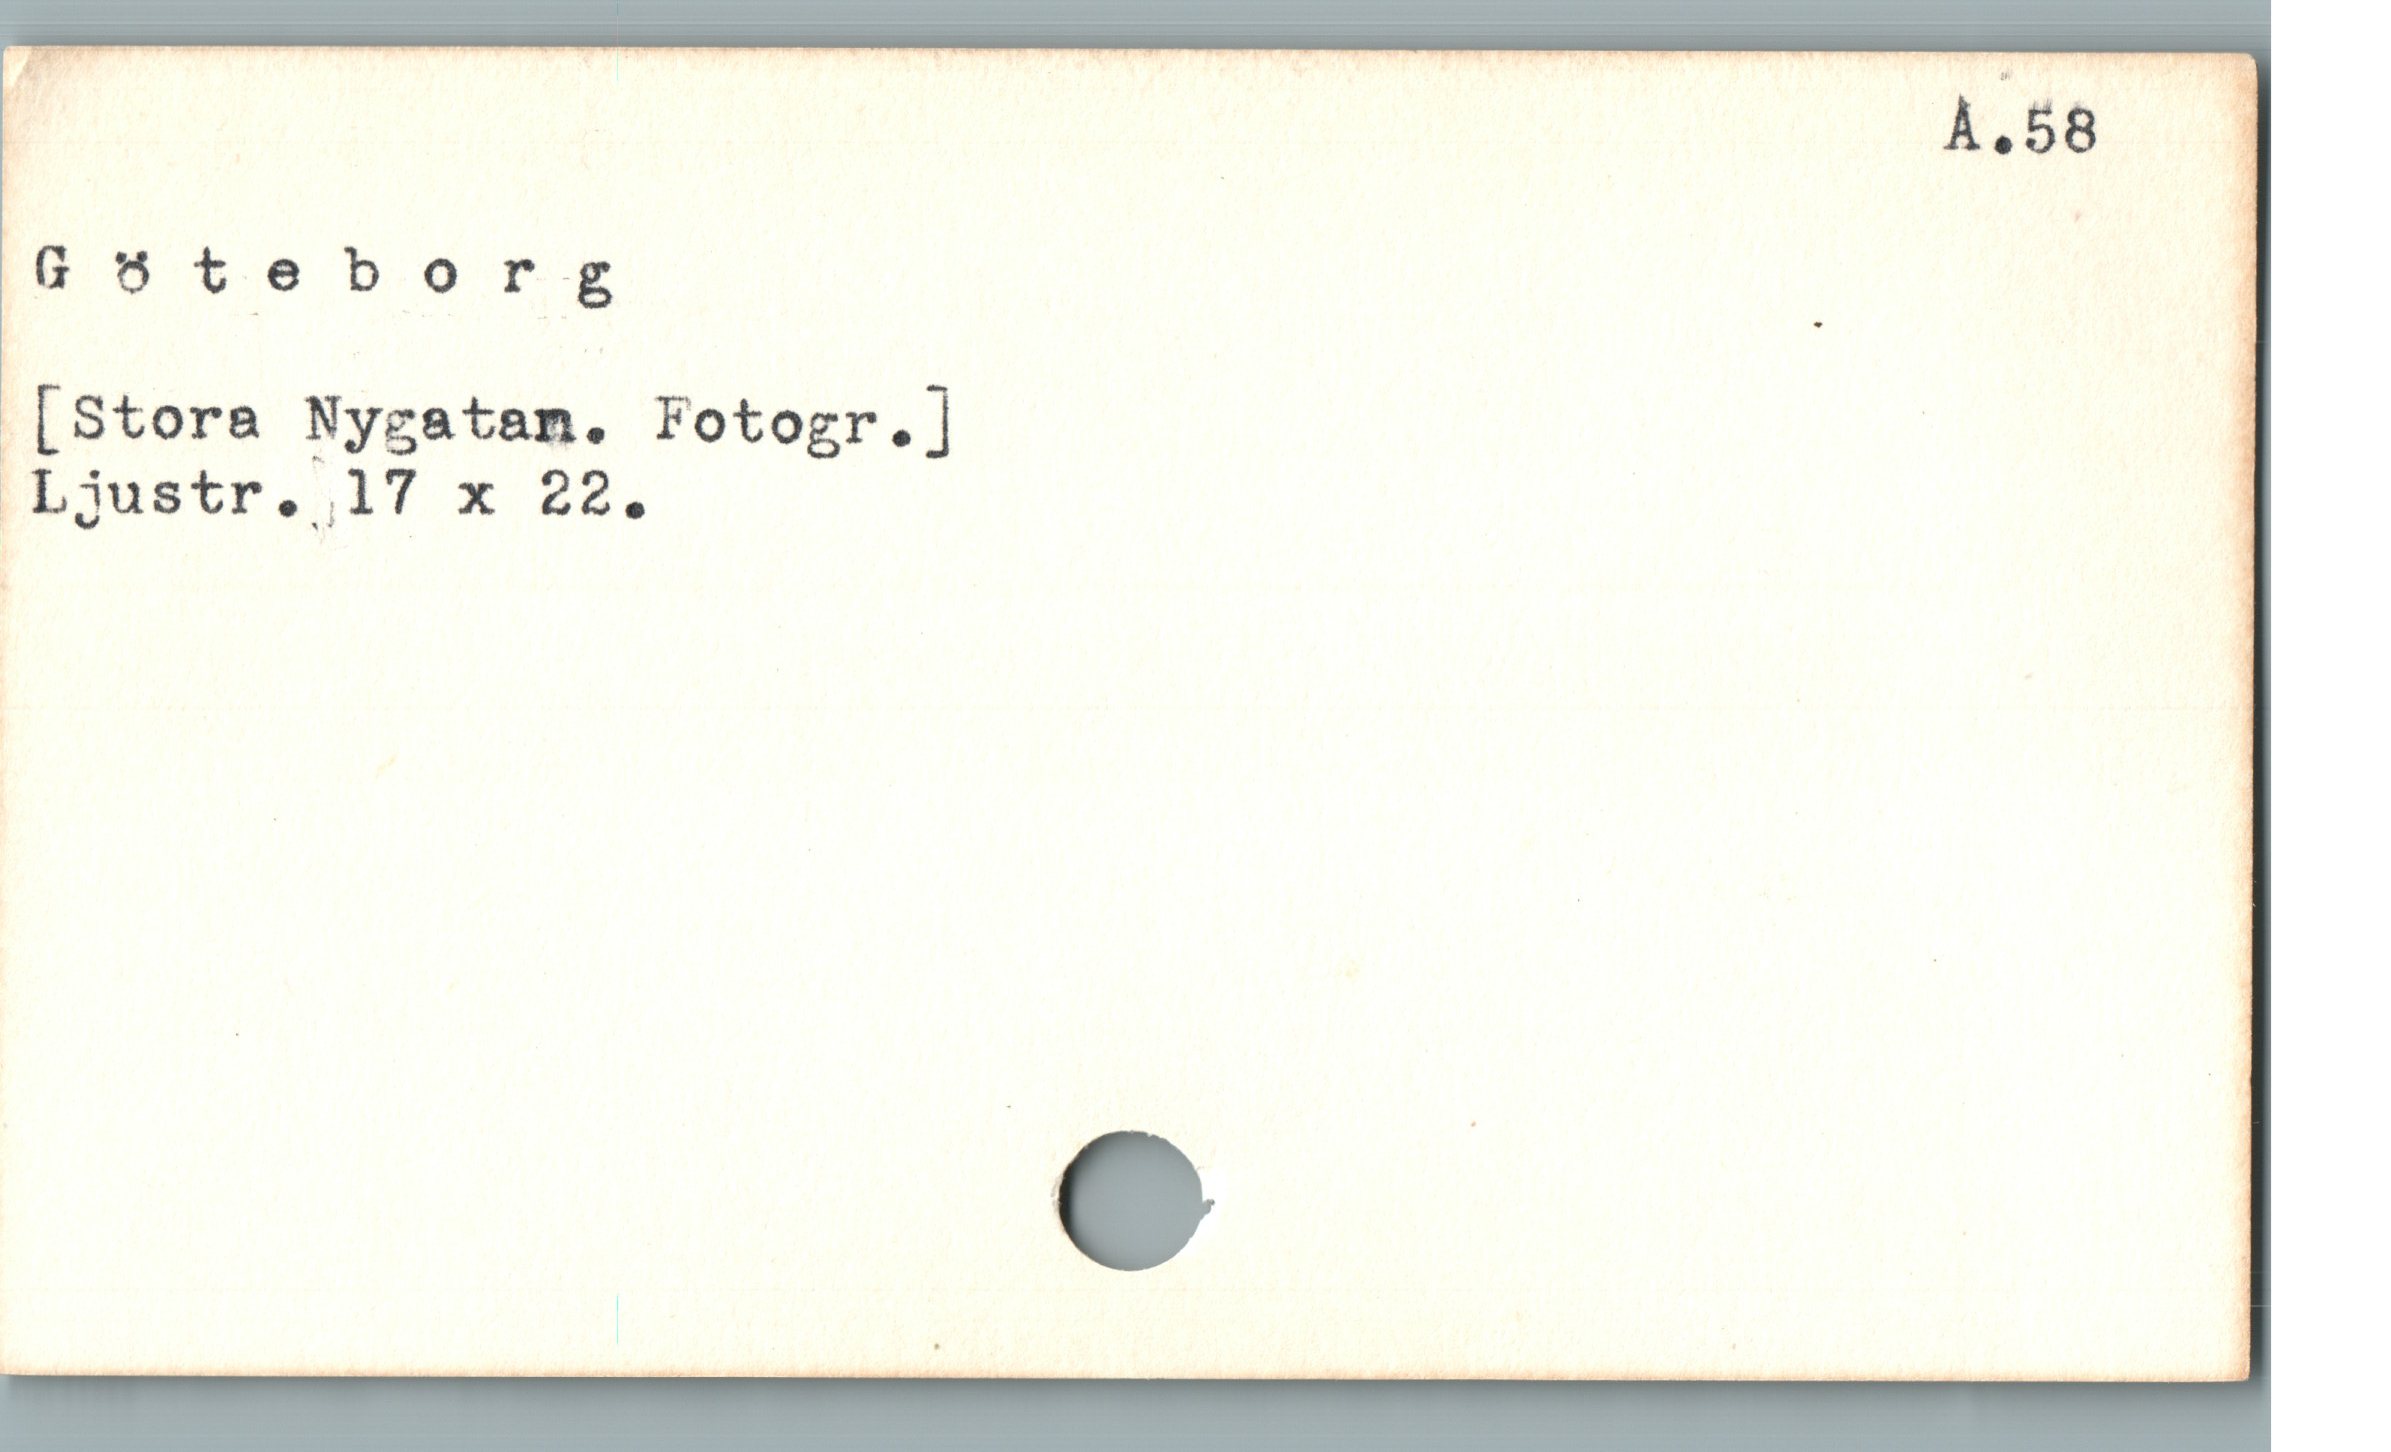 A.58
G ö t e b o r g
[Stora Nygatan. Fotogr.]
Ljustr. 17 x 22.